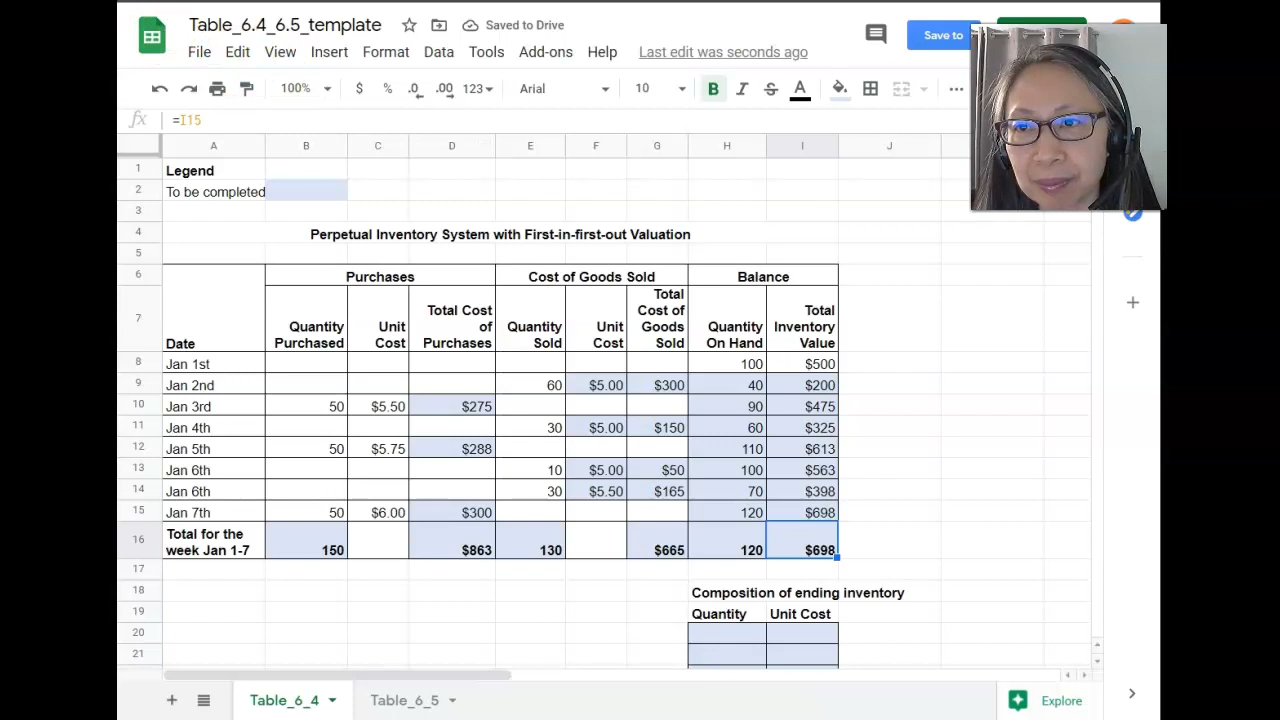 Table_6.4_6.5_template Saved to Drive
File Edit View Insert Format Data Tools Add-ons Help Last edit was seconds ago
Save to
100% $ % .0 .00 123 Arial 10 B I S A
fx =I15
A B C D E F G H I J
1 Legend
2 To be completed
3
4 Perpetual Inventory System with First-in-first-out Valuation
5
6 Purchases Cost of Goods Sold Balance
7 Date Quantity Purchased Unit Cost Total Cost of Purchases Quantity Sold Unit Cost Total Cost of Goods Sold Quantity On Hand Total Inventory Value
8 Jan 1st 100 $500
9 Jan 2nd 60 $5.00 $300 40 $200
10 Jan 3rd 50 $5.50 $275 90 $475
11 Jan 4th 30 $5.00 $150 60 $325
12 Jan 5th 50 $5.75 $288 110 $613
13 Jan 6th 10 $5.00 $50 100 $563
14 Jan 6th 30 $5.50 $165 70 $398
15 Jan 7th 50 $6.00 $300 120 $698
16 Total for the week Jan 1-7 150 $863 130 $665 120 $698
17
18 Composition of ending inventory
19 Quantity Unit Cost
20
21
Table_6_4 Table_6_5 Explore